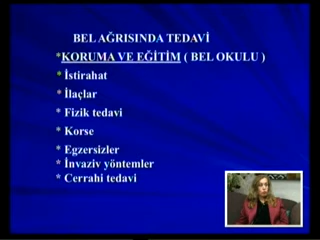 BEL AĞRISINDA TEDAVİ
*KORUMA VE EĞİTİM ( BEL OKULU )
* İstirahat
* İlaçlar
* Fizik tedavi
* Korse
* Egzersizler
* İnvaziv yöntemler
* Cerrahi tedavi